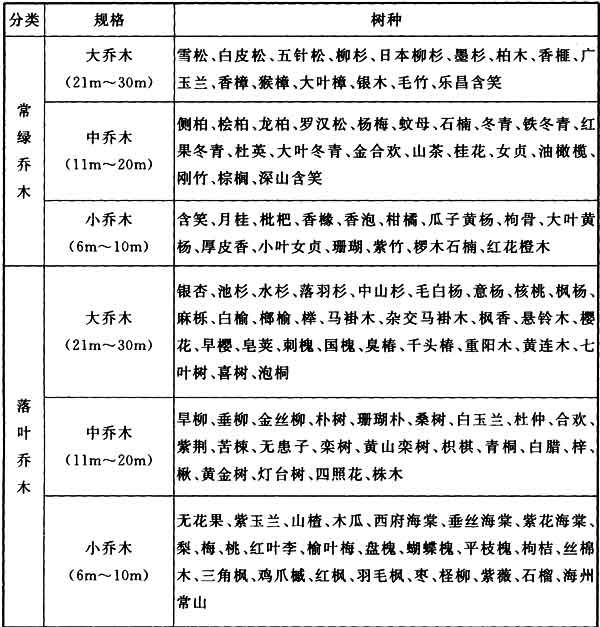 分类 规格 树种
常绿乔木
大乔木
(21m～30m)
雪松、白皮松、五针松、柳杉、日本柳杉、墨杉、柏木、香榧、广
玉兰、香樟、猴樟、大叶樟、银木、毛竹、乐昌含笑
中乔木
(11m～20m)
侧柏、桧柏、龙柏、罗汉松、杨梅、蚊母、石楠、冬青、铁冬青、红
果冬青、杜英、大叶冬青、金合欢、山茶、桂花、女贞、油橄榄、
刚竹、棕榈、深山含笑
小乔木
(6m～10m)
含笑、月桂、枇杷、香橼、香泡、柑橘、瓜子黄杨、枸骨、大叶黄
杨、厚皮香、小叶女贞、珊瑚、紫竹、椤木石楠、红花橙木
落叶乔木
大乔木
(21m～30m)
银杏、池杉、水杉、落羽杉、中山杉、毛白杨、意杨、核桃、枫杨、
麻栎、白榆、榔榆、榉、马褂木、杂交马褂木、枫香、悬铃木、樱
花、早樱、皂荚、刺槐、国槐、臭椿、千头椿、重阳木、黄连木、七
叶树、喜树、泡桐
中乔木
(11m～20m)
旱柳、垂柳、金丝柳、朴树、珊瑚朴、桑树、白玉兰、杜仲、合欢、
紫荆、苦楝、无患子、栾树、黄山栾树、枳椇、青桐、白腊、梓、
楸、黄金树、灯台树、四照花、株木
小乔木
(6m～10m)
无花果、紫玉兰、山楂、木瓜、西府海棠、垂丝海棠、紫花海棠、
梨、梅、桃、红叶李、榆叶梅、盘槐、蝴蝶槐、平枝槐、枸桔、丝棉
木、三角枫、鸡爪槭、红枫、羽毛枫、枣、柽柳、紫薇、石榴、海州
常山